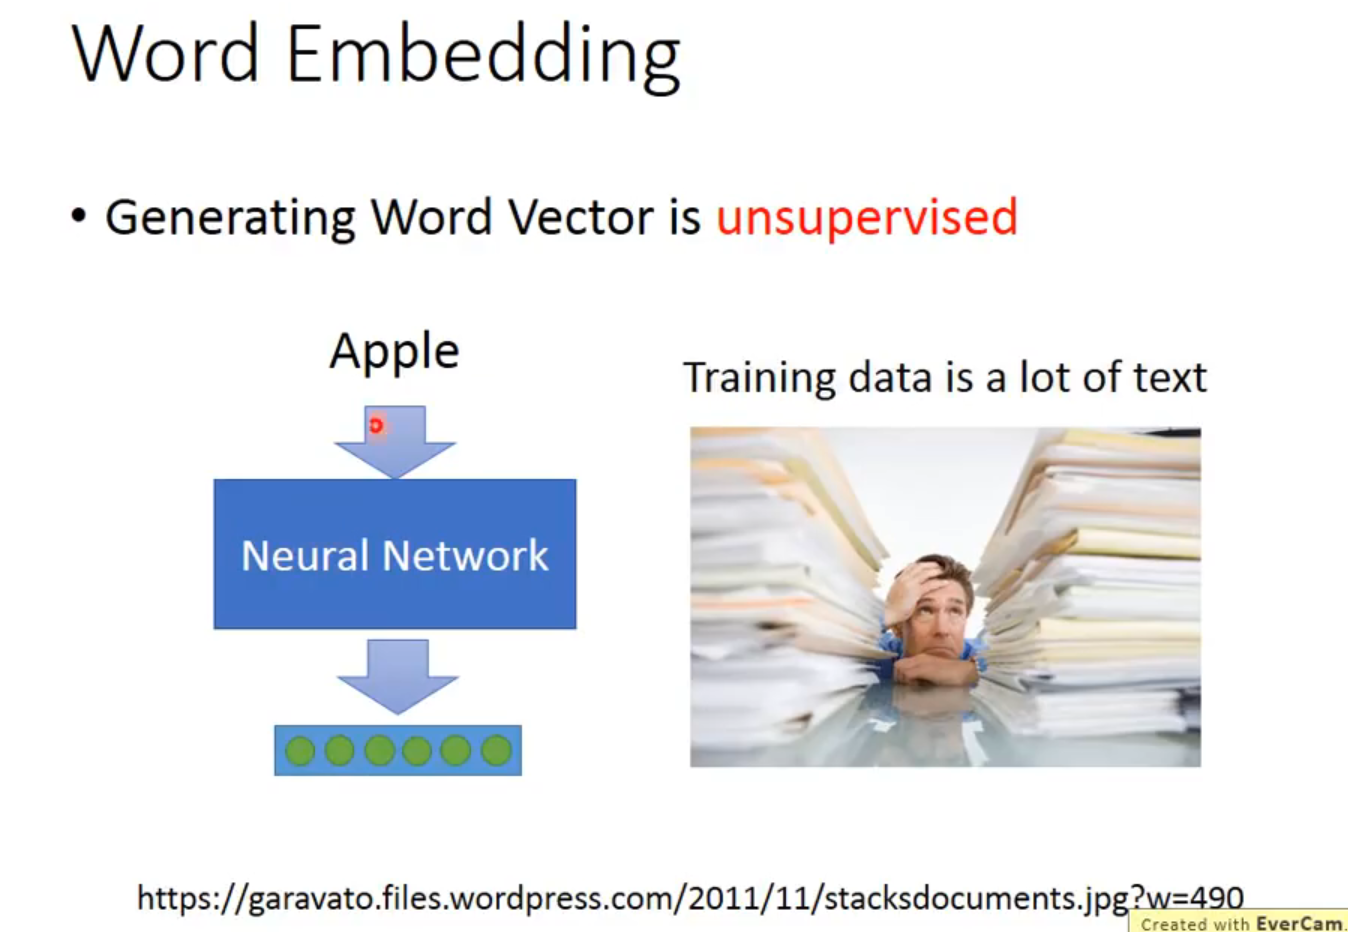 Word Embedding
• Generating Word Vector is unsupervised
Apple
Training data is a lot of text
Neural Network
https://garavato.files.wordpress.com/2011/11/stacksdocuments.jpg?w=490
Created with EverCam.